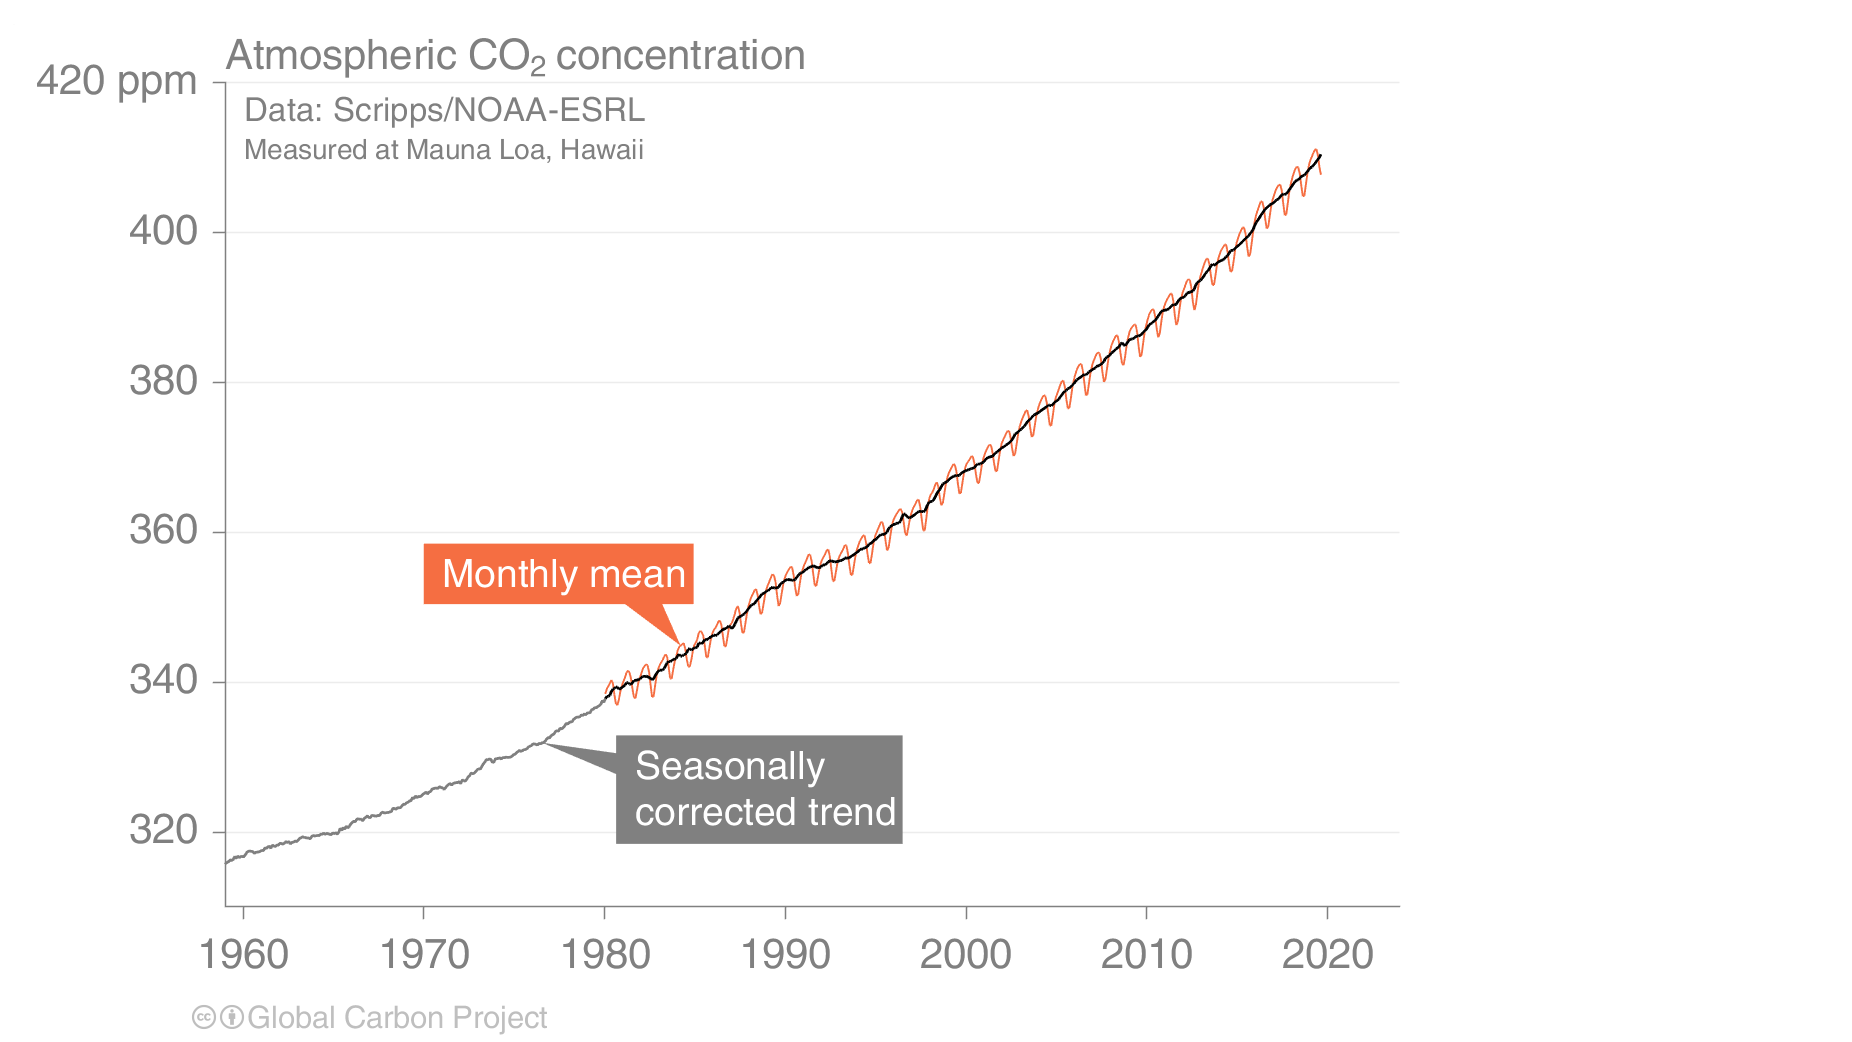 Atmospheric CO₂ concentration
420 ppm
Data: Scripps/NOAA-ESRL
Measured at Mauna Loa, Hawaii
400
380
360
Monthly mean
340
Seasonally
corrected trend
320
1960 1970 1980 1990 2000 2010 2020
cc Global Carbon Project